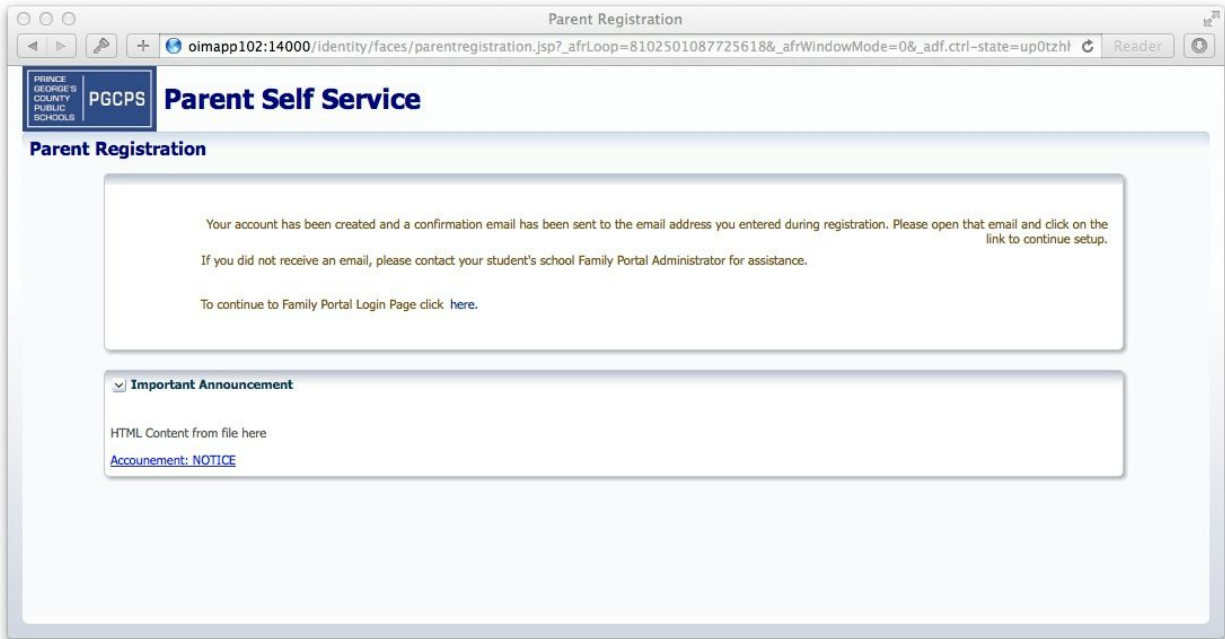 Parent Registration
oimapp102:14000/identity/faces/parentregistration.jsp?_afrLoop=8102501087725618&_afrWindowMode=0&_adf.ctrl-state=up0tzhl
Reader
PRINCE
GEORGE'S
COUNTY
PUBLIC
SCHOOLS
PGCPS
Parent Self Service
Parent Registration
Your account has been created and a confirmation email has been sent to the email address you entered during registration. Please open that email and click on the
link to continue setup.
If you did not receive an email, please contact your student's school Family Portal Administrator for assistance.
To continue to Family Portal Login Page click here.
Important Announcement
HTML Content from file here
Accounement: NOTICE